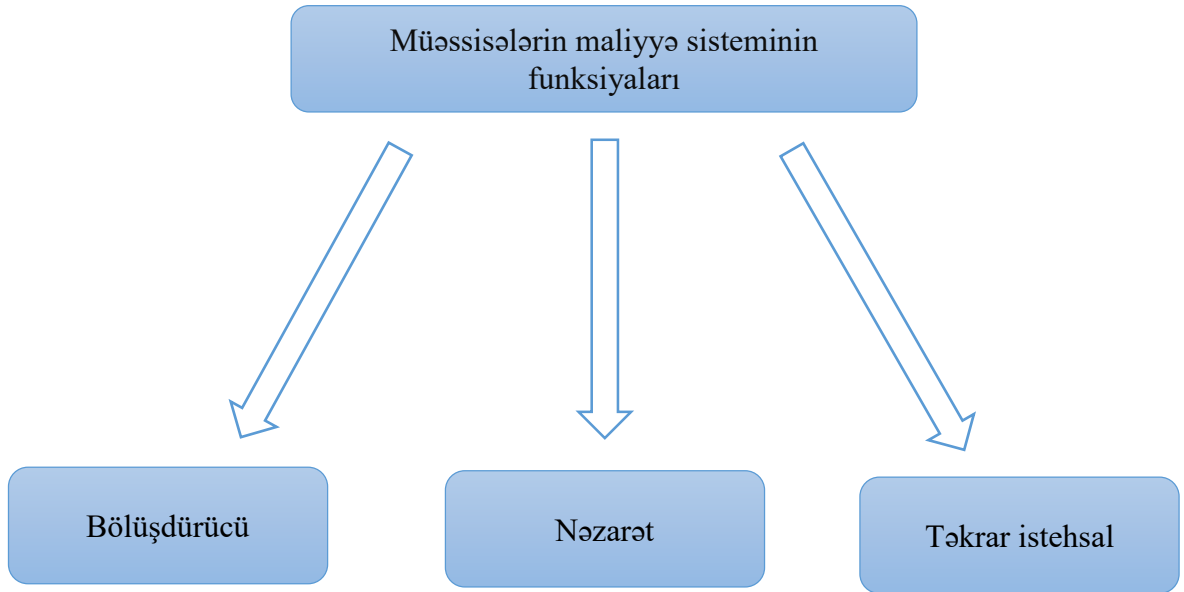 Müəssisələrin maliyyə sisteminin
funksiyaları
Bölüşdürücü
Nəzarət
Təkrar istehsal